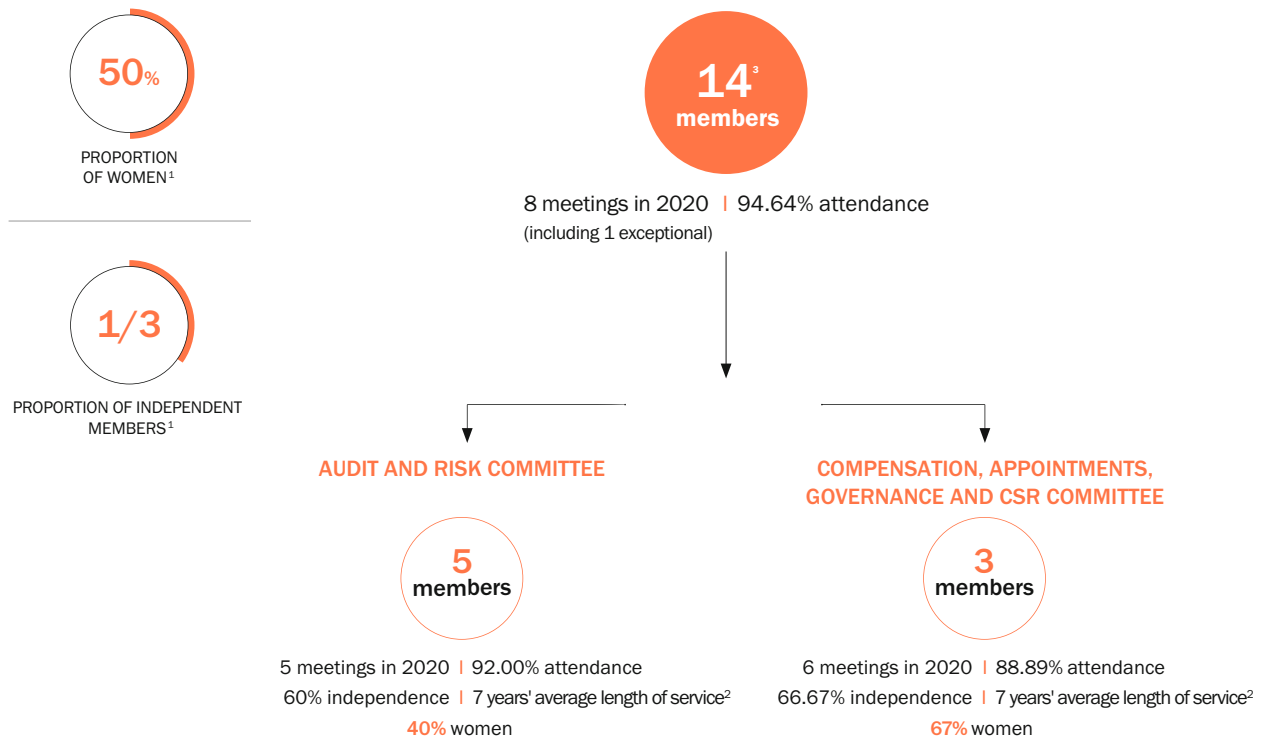 50%
PROPORTION
OF WOMEN¹
1/3
PROPORTION OF INDEPENDENT
MEMBERS¹
14³
members
8 meetings in 2020 | 94.64% attendance
(including 1 exceptional)
AUDIT AND RISK COMMITTEE
5
members
5 meetings in 2020 | 92.00% attendance
60% independence | 7 years' average length of service²
40% women
COMPENSATION, APPOINTMENTS,
GOVERNANCE AND CSR COMMITTEE
3
members
6 meetings in 2020 | 88.89% attendance
66.67% independence | 7 years' average length of service²
67% women